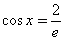 cos x = 2/e